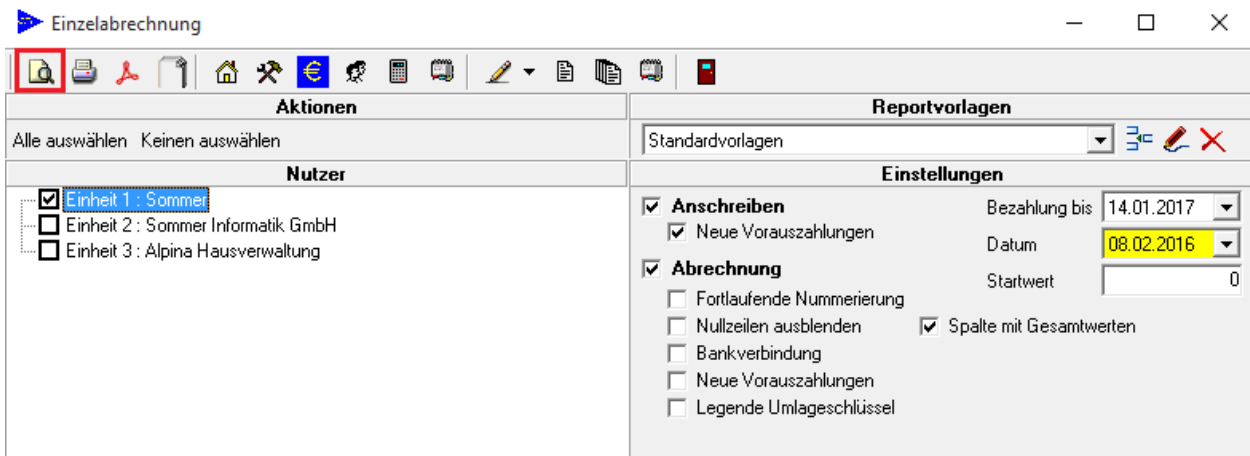 Einzelabrechnung
Aktionen
Alle auswählen Keinen auswählen
Nutzer
Einheit 1 : Sommer
Einheit 2 : Sommer Informatik GmbH
Einheit 3 : Alpina Hausverwaltung
Reportvorlagen
Standardvorlagen
Einstellungen
Anschreiben
Neue Vorauszahlungen
Bezahlung bis 14.01.2017
Datum 08.02.2016
Startwert 0
Abrechnung
Fortlaufende Nummerierung
Nullzeilen ausblenden
Spalte mit Gesamtwerten
Bankverbindung
Neue Vorauszahlungen
Legende Umlageschlüssel